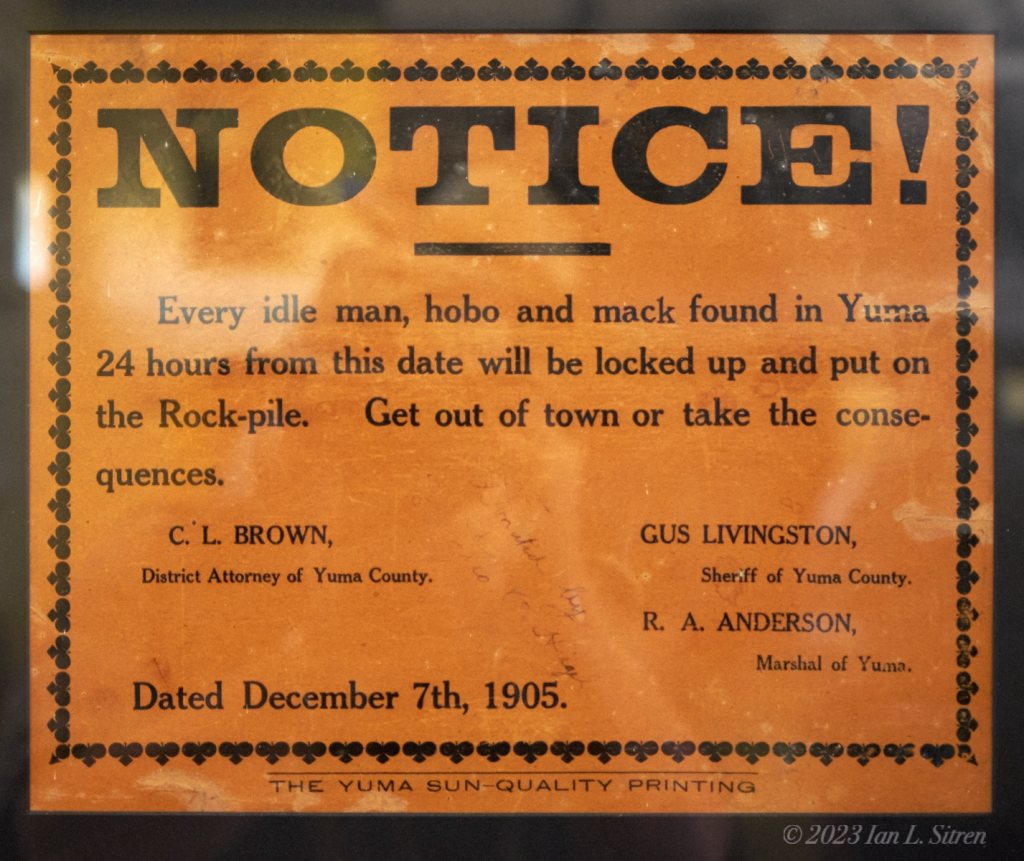 NOTICE!
Every idle man, hobo and mack found in Yuma
24 hours from this date will be locked up and put on
the Rock-pile. Get out of town or take the conse-
quences.
C. L. BROWN,
District Attorney of Yuma County.
GUS LIVINGSTON,
Sheriff of Yuma County.
R. A. ANDERSON,
Marshal of Yuma.
Donated by
Dated December 7th, 1905.
THE YUMA SUN-QUALITY PRINTING
© 2023 Ian L. Sitren